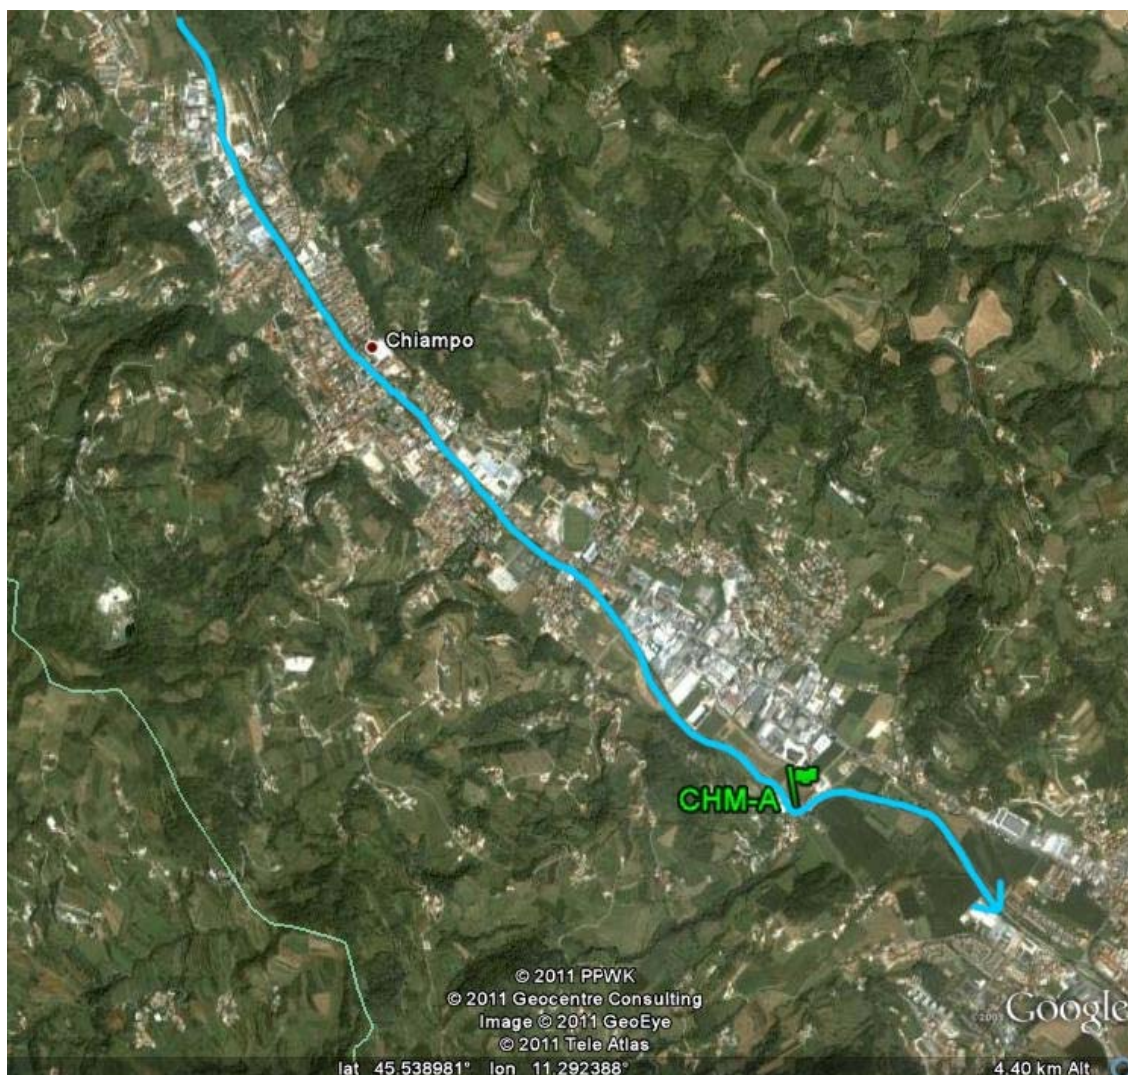 Chiampo
CHM-A
© 2011 PPWK
© 2011 Geocentre Consulting
Image © 2011 GeoEye
© 2011 Tele Atlas
Google
lat 45.538981° lon 11.292388°
4.40 km Alt